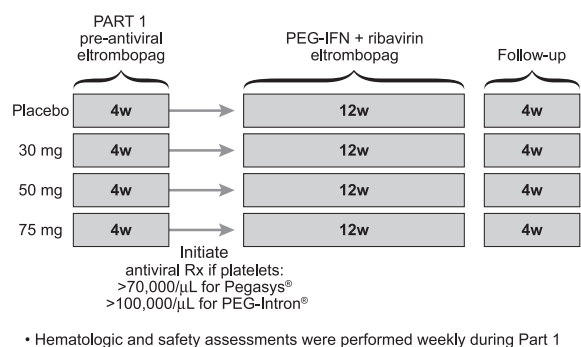 PART 1
pre-antiviral
eltrombopag
PEG-IFN + ribavirin
eltrombopag
Follow-up
Placebo 4w 12w 4w
30 mg 4w 12w 4w
50 mg 4w 12w 4w
75 mg 4w 12w 4w
Initiate
antiviral Rx if platelets:
>70,000/μL for Pegasys®
>100,000/μL for PEG-Intron®
• Hematologic and safety assessments were performed weekly during Part 1